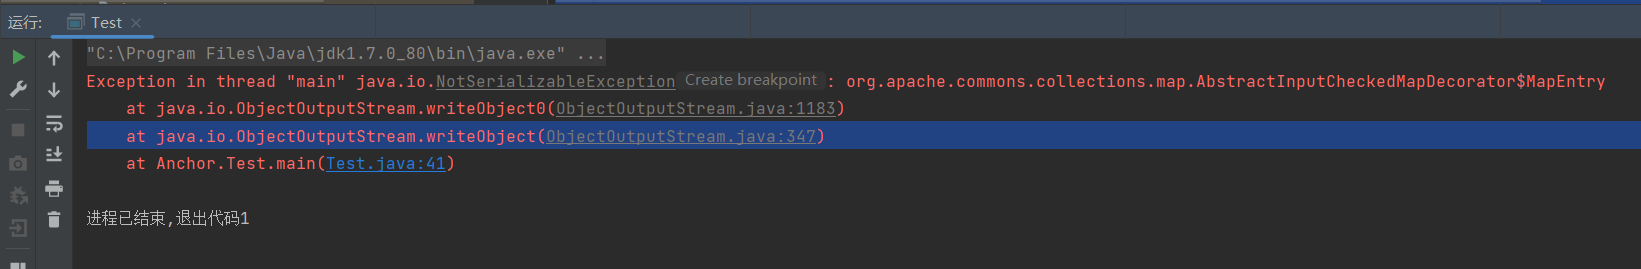 运行: Test ×
"C:\Program Files\Java\jdk1.7.0_80\bin\java.exe" ...
Exception in thread "main" java.io.NotSerializableException Create breakpoint : org.apache.commons.collections.map.AbstractInputCheckedMapDecorator$MapEntry
at java.io.ObjectOutputStream.writeObject0(ObjectOutputStream.java:1183)
at java.io.ObjectOutputStream.writeObject(ObjectOutputStream.java:347)
at Anchor.Test.main(Test.java:41)
进程已结束,退出代码1